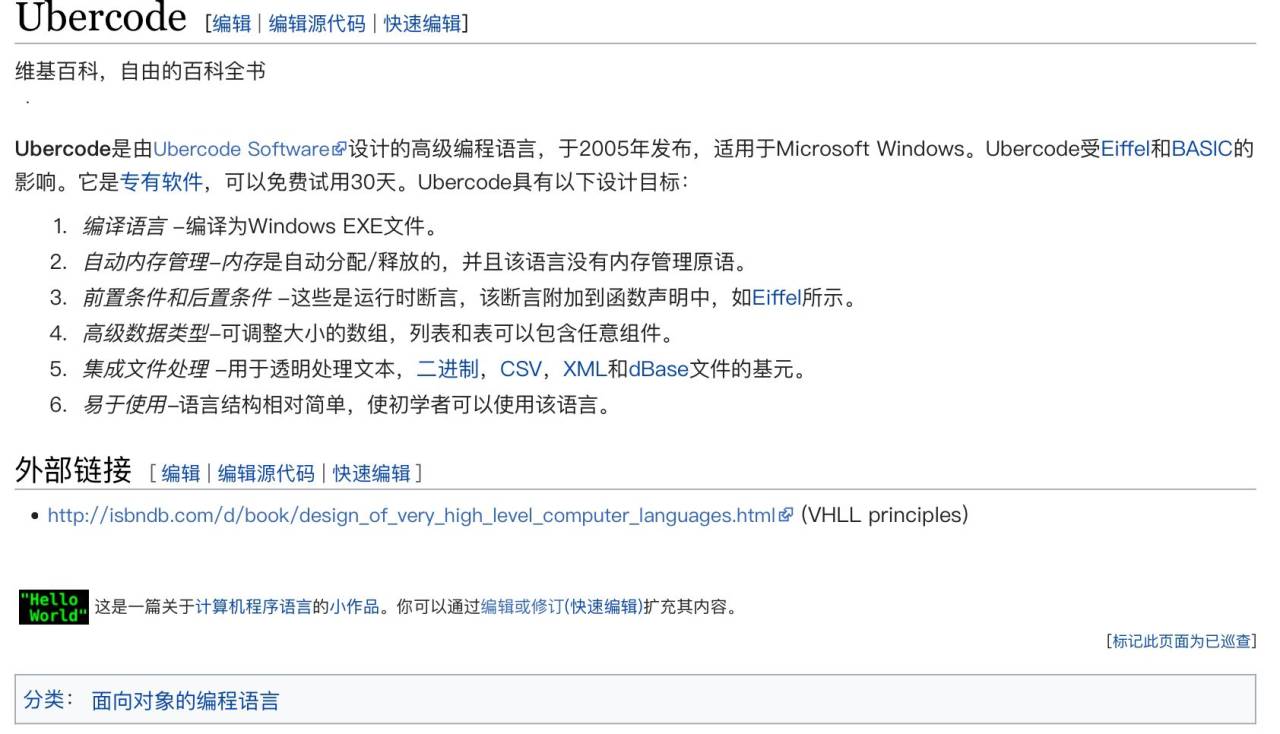 Ubercode [编辑 | 编辑源代码 | 快速编辑]
维基百科，自由的百科全书
Ubercode是由Ubercode Software设计的高级编程语言，于2005年发布，适用于Microsoft Windows。Ubercode受Eiffel和BASIC的
影响。它是专有软件，可以免费试用30天。Ubercode具有以下设计目标：
1. 编译语言 –编译为Windows EXE文件。
2. 自动内存管理–内存是自动分配/释放的，并且该语言没有内存管理原语。
3. 前置条件和后置条件 –这些是运行时断言，该断言附加到函数声明中，如Eiffel所示。
4. 高级数据类型–可调整大小的数组，列表和表可以包含任意组件。
5. 集成文件处理 –用于透明处理文本，二进制，CSV，XML和dBase文件的基元。
6. 易于使用–语言结构相对简单，使初学者可以使用该语言。
外部链接 [ 编辑 | 编辑源代码 | 快速编辑 ]
• http://isbndb.com/d/book/design_of_very_high_level_computer_languages.html (VHLL principles)
"Hello World" 这是一篇关于计算机程序语言的小作品。你可以通过编辑或修订(快速编辑)扩充其内容。
[标记此页面为已巡查]
分类： 面向对象的编程语言